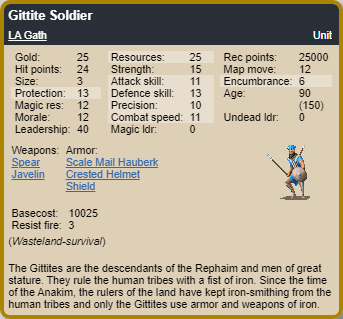 Gittite Soldier
LA Gath Unit
Gold: 25 Resources: 25 Rec points: 25000
Hit points: 24 Strength: 15 Map move: 12
Size: 3 Attack skill: 11 Encumbrance: 6
Protection: 13 Defence skill: 13 Age: 90
Magic res: 12 Precision: 10 (150)
Morale: 12 Combat speed: 11 Undead ldr: 0
Leadership: 40 Magic ldr: 0
Weapons: Armor:
Spear Scale Mail Hauberk
Javelin Crested Helmet
Shield
Basecost: 10025
Resist fire: 3
(Wasteland-survival)
The Gittites are the descendants of the Rephaim and men of great
stature. They rule the human tribes with a fist of iron. Since the time
of the Anakim, the rulers of the land have kept iron-smithing from the
human tribes and only the Gittites use armor and weapons of iron.